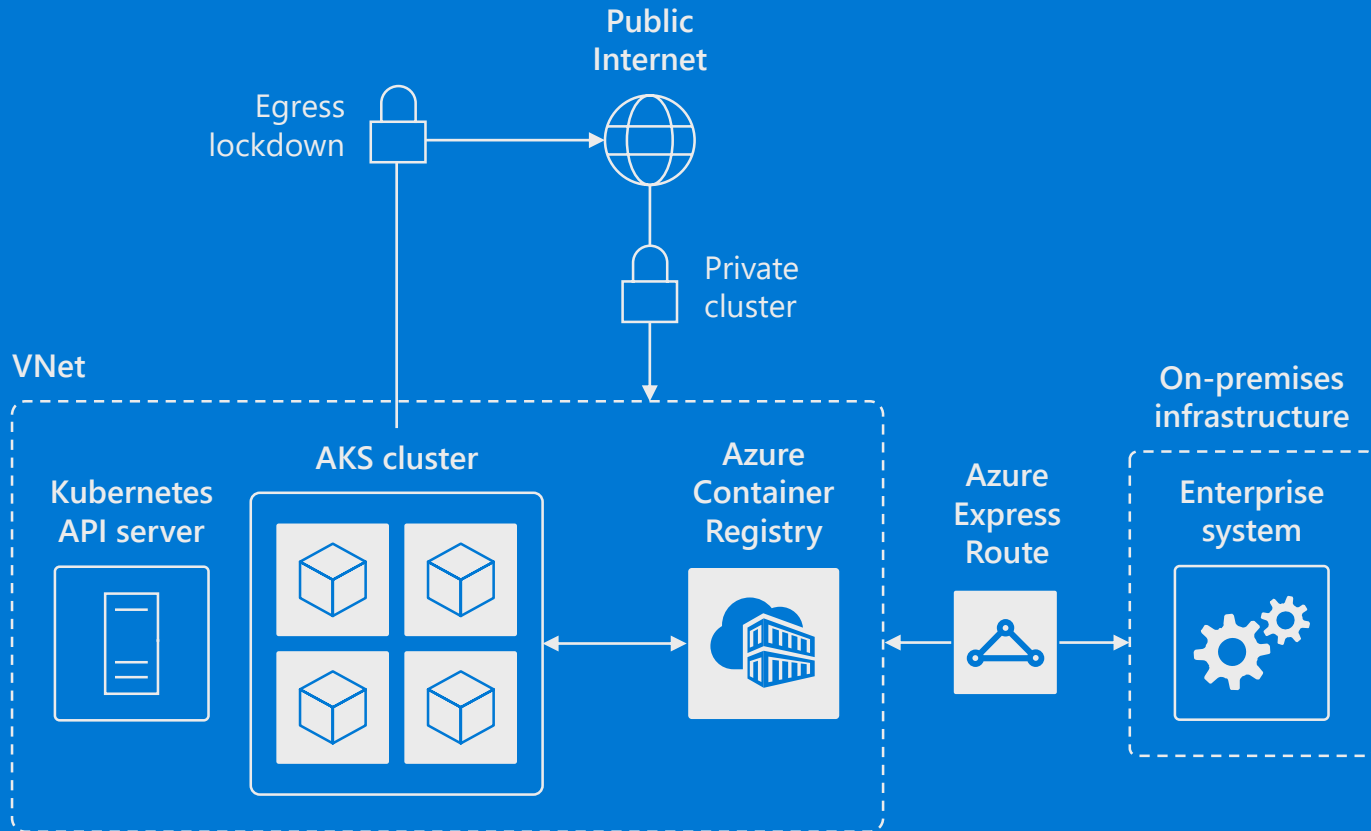 Public
Internet
Egress
lockdown
Private
cluster
VNet
On-premises
infrastructure
AKS cluster
Azure
Container
Registry
Kubernetes
API server
Azure
Express
Route
Enterprise
system